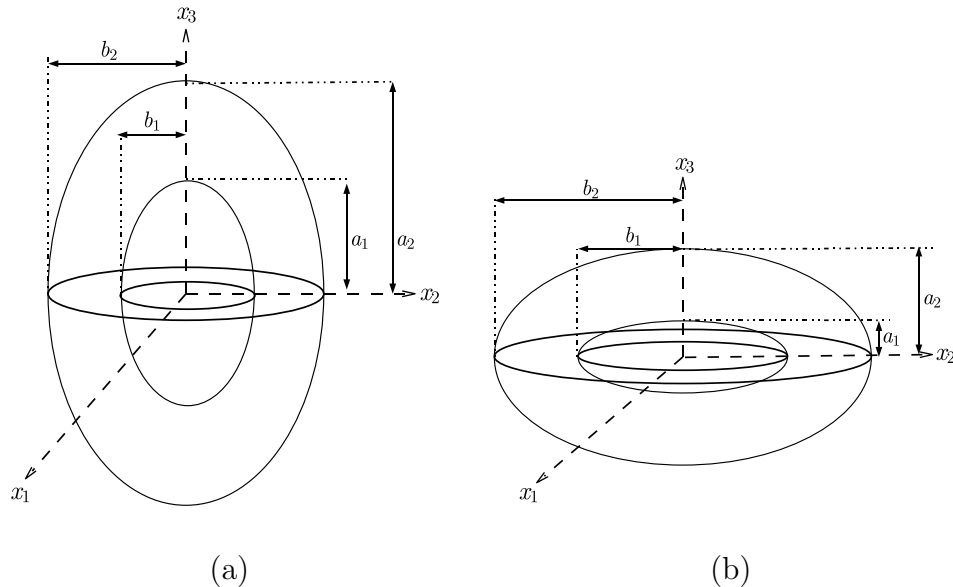 x₃
b₂
b₁
a₁
a₂
x₂
x₁
(a)
x₃
b₂
b₁
a₂
a₁
x₂
x₁
(b)